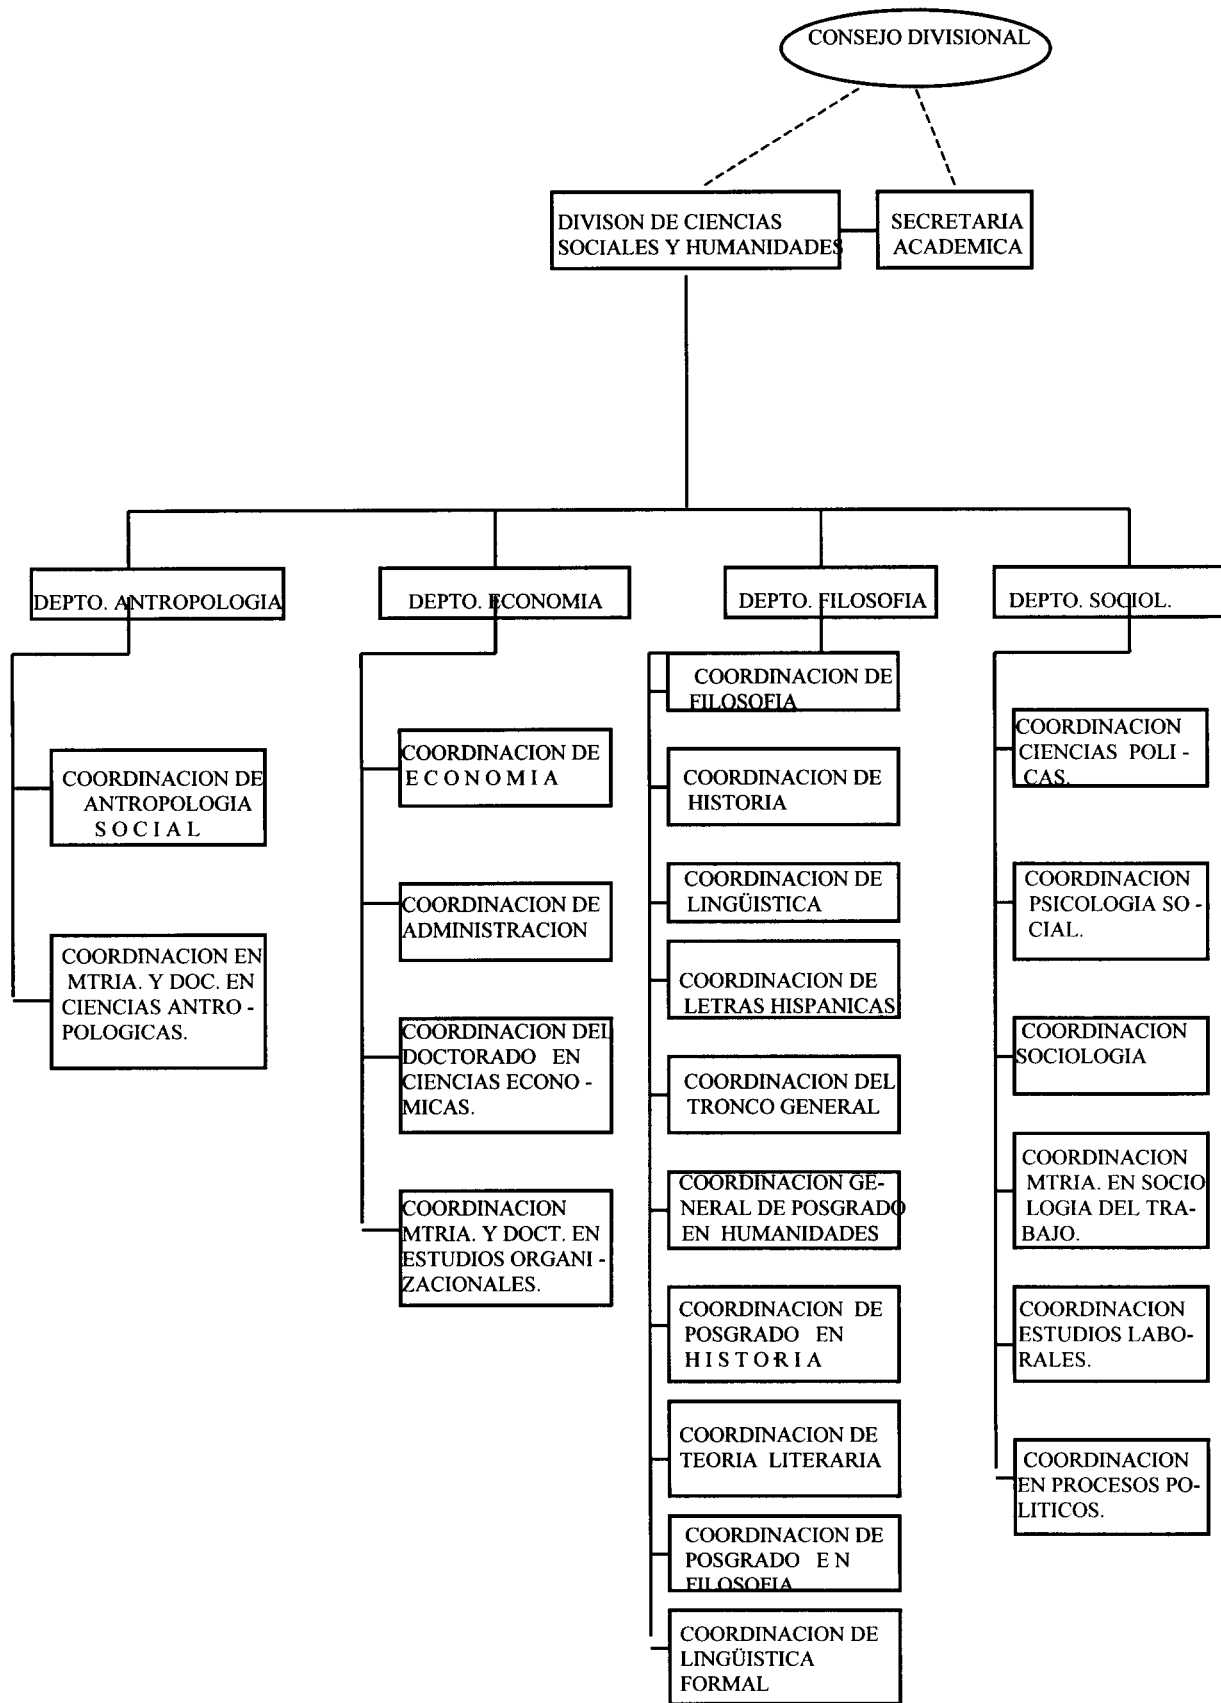 CONSEJO DIVISIONAL
DIVISON DE CIENCIAS
SOCIALES Y HUMANIDADES
SECRETARIA
ACADEMICA
DEPTO. ANTROPOLOGIA
DEPTO. ECONOMIA
DEPTO. FILOSOFIA
DEPTO. SOCIOL.
COORDINACION DE
ANTROPOLOGIA
S O C I A L
COORDINACION EN
MTRIA. Y DOC. EN
CIENCIAS ANTRO -
POLOGICAS.
COORDINACION DE
E C O N O M I A
COORDINACION DE
ADMINISTRACION
COORDINACION DEL
DOCTORADO EN
CIENCIAS ECONO -
MICAS.
COORDINACION
MTRIA. Y DOCT. EN
ESTUDIOS ORGANI -
ZACIONALES.
COORDINACION DE
FILOSOFIA
COORDINACION DE
HISTORIA
COORDINACION DE
LINGÜISTICA
COORDINACION DE
LETRAS HISPANICAS
COORDINACION DEL
TRONCO GENERAL
COORDINACION GE-
NERAL DE POSGRADO
EN HUMANIDADES
COORDINACION DE
POSGRADO EN
H I S T O R I A
COORDINACION DE
TEORIA LITERARIA
COORDINACION DE
POSGRADO E N
FILOSOFIA
COORDINACION DE
LINGÜISTICA
FORMAL
COORDINACION
CIENCIAS POLI -
CAS.
COORDINACION
PSICOLOGIA SO -
CIAL.
COORDINACION
SOCIOLOGIA
COORDINACION
MTRIA. EN SOCIO
LOGIA DEL TRA-
BAJO.
COORDINACION
ESTUDIOS LABO-
RALES.
COORDINACION
EN PROCESOS PO-
LITICOS.